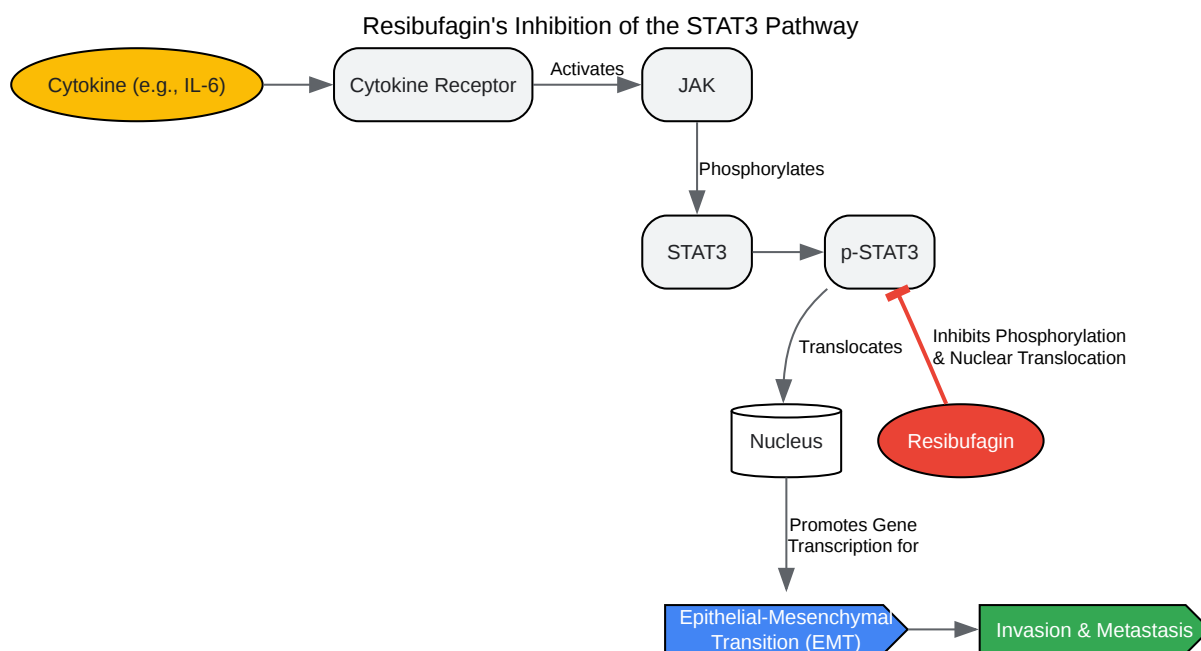 Resibufagin's Inhibition of the STAT3 Pathway
Cytokine (e.g., IL-6)
Cytokine Receptor
Activates
JAK
Phosphorylates
STAT3
p-STAT3
Translocates
Inhibits Phosphorylation
& Nuclear Translocation
Nucleus
Resibufagin
Promotes Gene
Transcription for
Epithelial-Mesenchymal
Transition (EMT)
Invasion & Metastasis